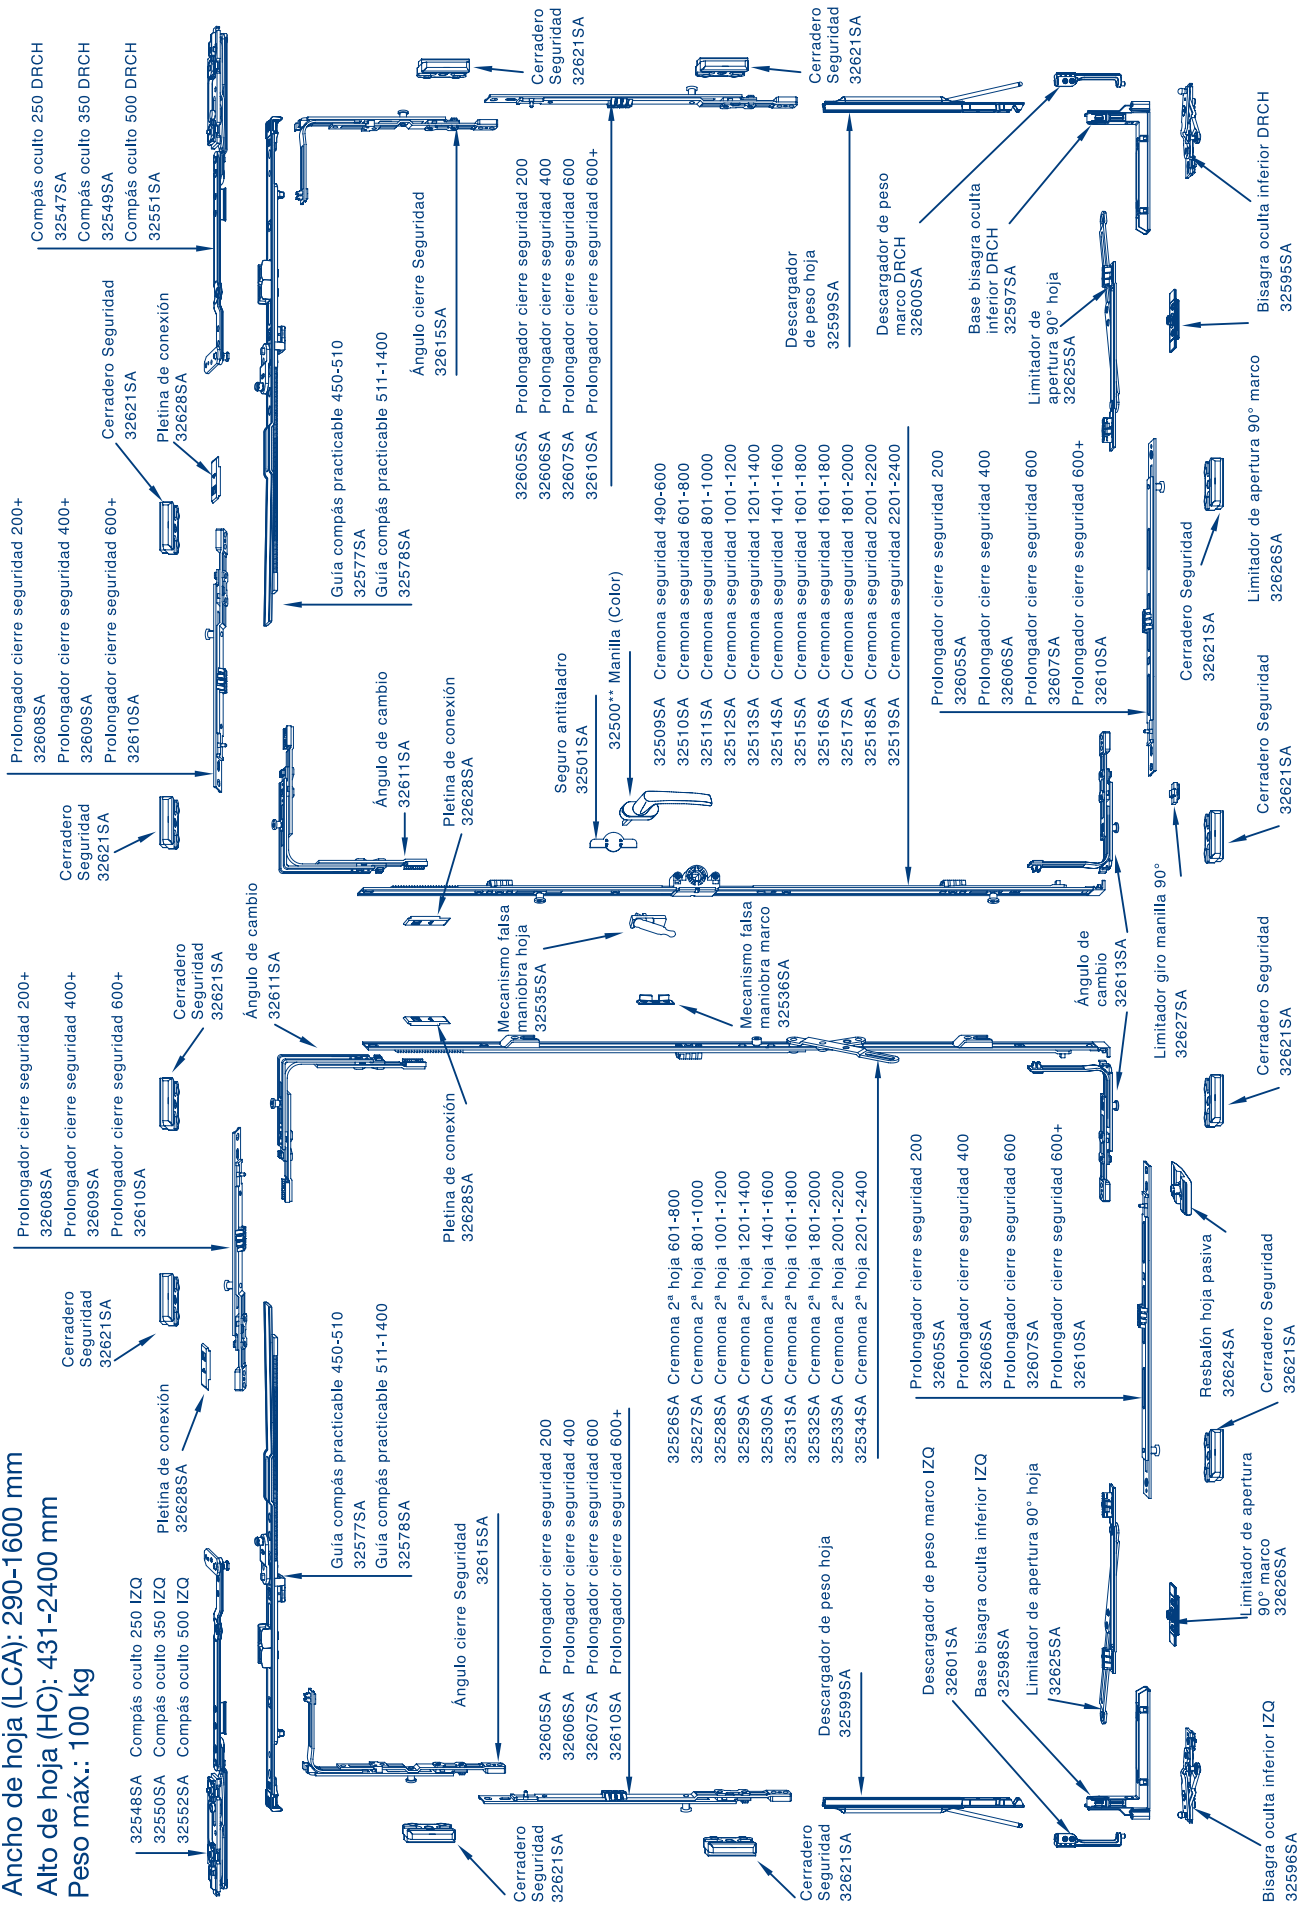 Ancho de hoja (LCA): 290-1600 mm
Alto de hoja (HC): 431-2400 mm
Peso máx.: 100 kg
32548SA Compás oculto 250 IZQ
32550SA Compás oculto 350 IZQ
32552SA Compás oculto 500 IZQ
Pletina de conexión
32628SA
Cerradero
Seguridad
32621SA
Prolongador cierre seguridad 200+
32608SA
Prolongador cierre seguridad 400+
32609SA
Prolongador cierre seguridad 600+
32610SA
Cerradero
Seguridad
32621SA
Ángulo de cambio
32611SA
Cerradero
Seguridad
32621SA
Prolongador cierre seguridad 200+
32608SA
Prolongador cierre seguridad 400+
32609SA
Prolongador cierre seguridad 600+
32610SA
Cerradero Seguridad
32621SA
Pletina de conexión
32628SA
Compás oculto 250 DRCH
32547SA
Compás oculto 350 DRCH
32549SA
Compás oculto 500 DRCH
32551SA
Guía compás practicable 450-510
32577SA
Guía compás practicable 511-1400
32578SA
Ángulo de cambio
32611SA
Guía compás practicable 450-510
32577SA
Guía compás practicable 511-1400
32578SA
Ángulo cierre Seguridad
32615SA
Pletina de conexión
32628SA
Pletina de conexión
32628SA
Ángulo cierre Seguridad
32615SA
Cerradero
Seguridad
32621SA
32605SA Prolongador cierre seguridad 200
32606SA Prolongador cierre seguridad 400
32607SA Prolongador cierre seguridad 600
32610SA Prolongador cierre seguridad 600+
Mecanismo falsa
maniobra hoja
32535SA
Seguro antitalado
32501SA
32500** Manilla (Color)
32605SA Prolongador cierre seguridad 200
32606SA Prolongador cierre seguridad 400
32607SA Prolongador cierre seguridad 600
32610SA Prolongador cierre seguridad 600+
Cerradero
Seguridad
32621SA
32526SA Cremona 2ª hoja 601-800
32527SA Cremona 2ª hoja 801-1000
32528SA Cremona 2ª hoja 1001-1200
32529SA Cremona 2ª hoja 1201-1400
32530SA Cremona 2ª hoja 1401-1600
32531SA Cremona 2ª hoja 1601-1800
32532SA Cremona 2ª hoja 1801-2000
32533SA Cremona 2ª hoja 2001-2200
32534SA Cremona 2ª hoja 2201-2400
Mecanismo falsa
maniobra marco
32536SA
32509SA Cremona seguridad 490-600
32510SA Cremona seguridad 601-800
32511SA Cremona seguridad 801-1000
32512SA Cremona seguridad 1001-1200
32513SA Cremona seguridad 1201-1400
32514SA Cremona seguridad 1401-1600
32515SA Cremona seguridad 1601-1800
32516SA Cremona seguridad 1601-1800
32517SA Cremona seguridad 1801-2000
32518SA Cremona seguridad 2001-2200
32519SA Cremona seguridad 2201-2400
Cerradero
Seguridad
32621SA
Descargador de peso hoja
32599SA
Cerradero
Seguridad
32621SA
Descargador
de peso hoja
32599SA
Descargador de peso
marco DRCH
32600SA
Descargador de peso marco IZQ
32601SA
Base bisagra oculta inferior IZQ
32598SA
Limitador de apertura 90° hoja
32625SA
Prolongador cierre seguridad 200
32605SA
Prolongador cierre seguridad 400
32606SA
Prolongador cierre seguridad 600
32607SA
Prolongador cierre seguridad 600+
32610SA
Ángulo de
cambio
32613SA
Limitador giro manilla 90°
32627SA
Prolongador cierre seguridad 200
32605SA
Prolongador cierre seguridad 400
32606SA
Prolongador cierre seguridad 600
32607SA
Prolongador cierre seguridad 600+
32610SA
Base bisagra oculta
inferior DRCH
32597SA
Limitador de
apertura 90° hoja
32625SA
Bisagra oculta inferior IZQ
32596SA
Limitador de apertura
90° marco
32626SA
Resbalón hoja pasiva
32624SA
Cerradero Seguridad
32621SA
Cerradero Seguridad
32621SA
Cerradero Seguridad
32621SA
Cerradero Seguridad
32621SA
Limitador de apertura 90° marco
32626SA
Bisagra oculta inferior DRCH
32595SA